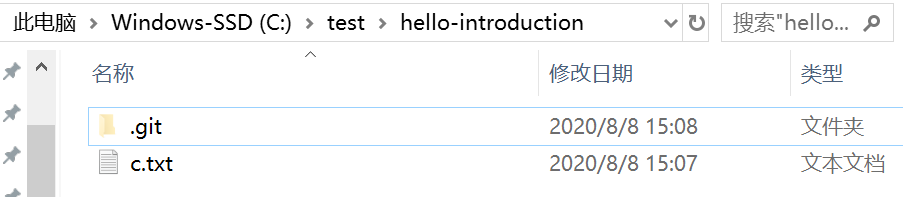 此电脑 > Windows-SSD (C:) > test > hello-introduction 搜索"hello...
名称 修改日期 类型
.git 2020/8/8 15:08 文件夹
c.txt 2020/8/8 15:07 文本文档